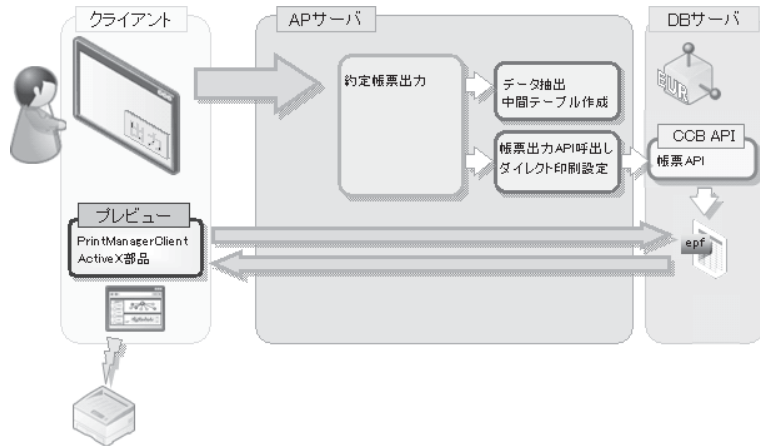 クライアント
APサーバ
DBサーバ
出力
約定帳票出力
データ抽出
中間テーブル作成
帳票出力API呼出し
ダイレクト印刷設定
EUR
CCB API
帳票API
プレビュー
PrintManagerClient
ActiveX部品
epf